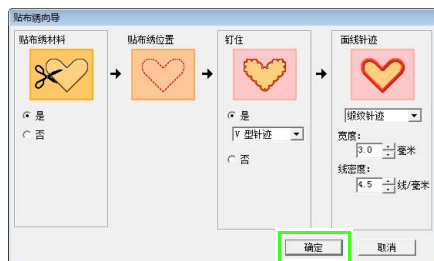 贴布绣向导
贴布绣材料
贴布绣位置
钉住
面线针迹
是
否
是
V 型针迹
否
缎纹针迹
宽度:
3.0 毫米
线密度:
4.5 线/毫米
确定
取消